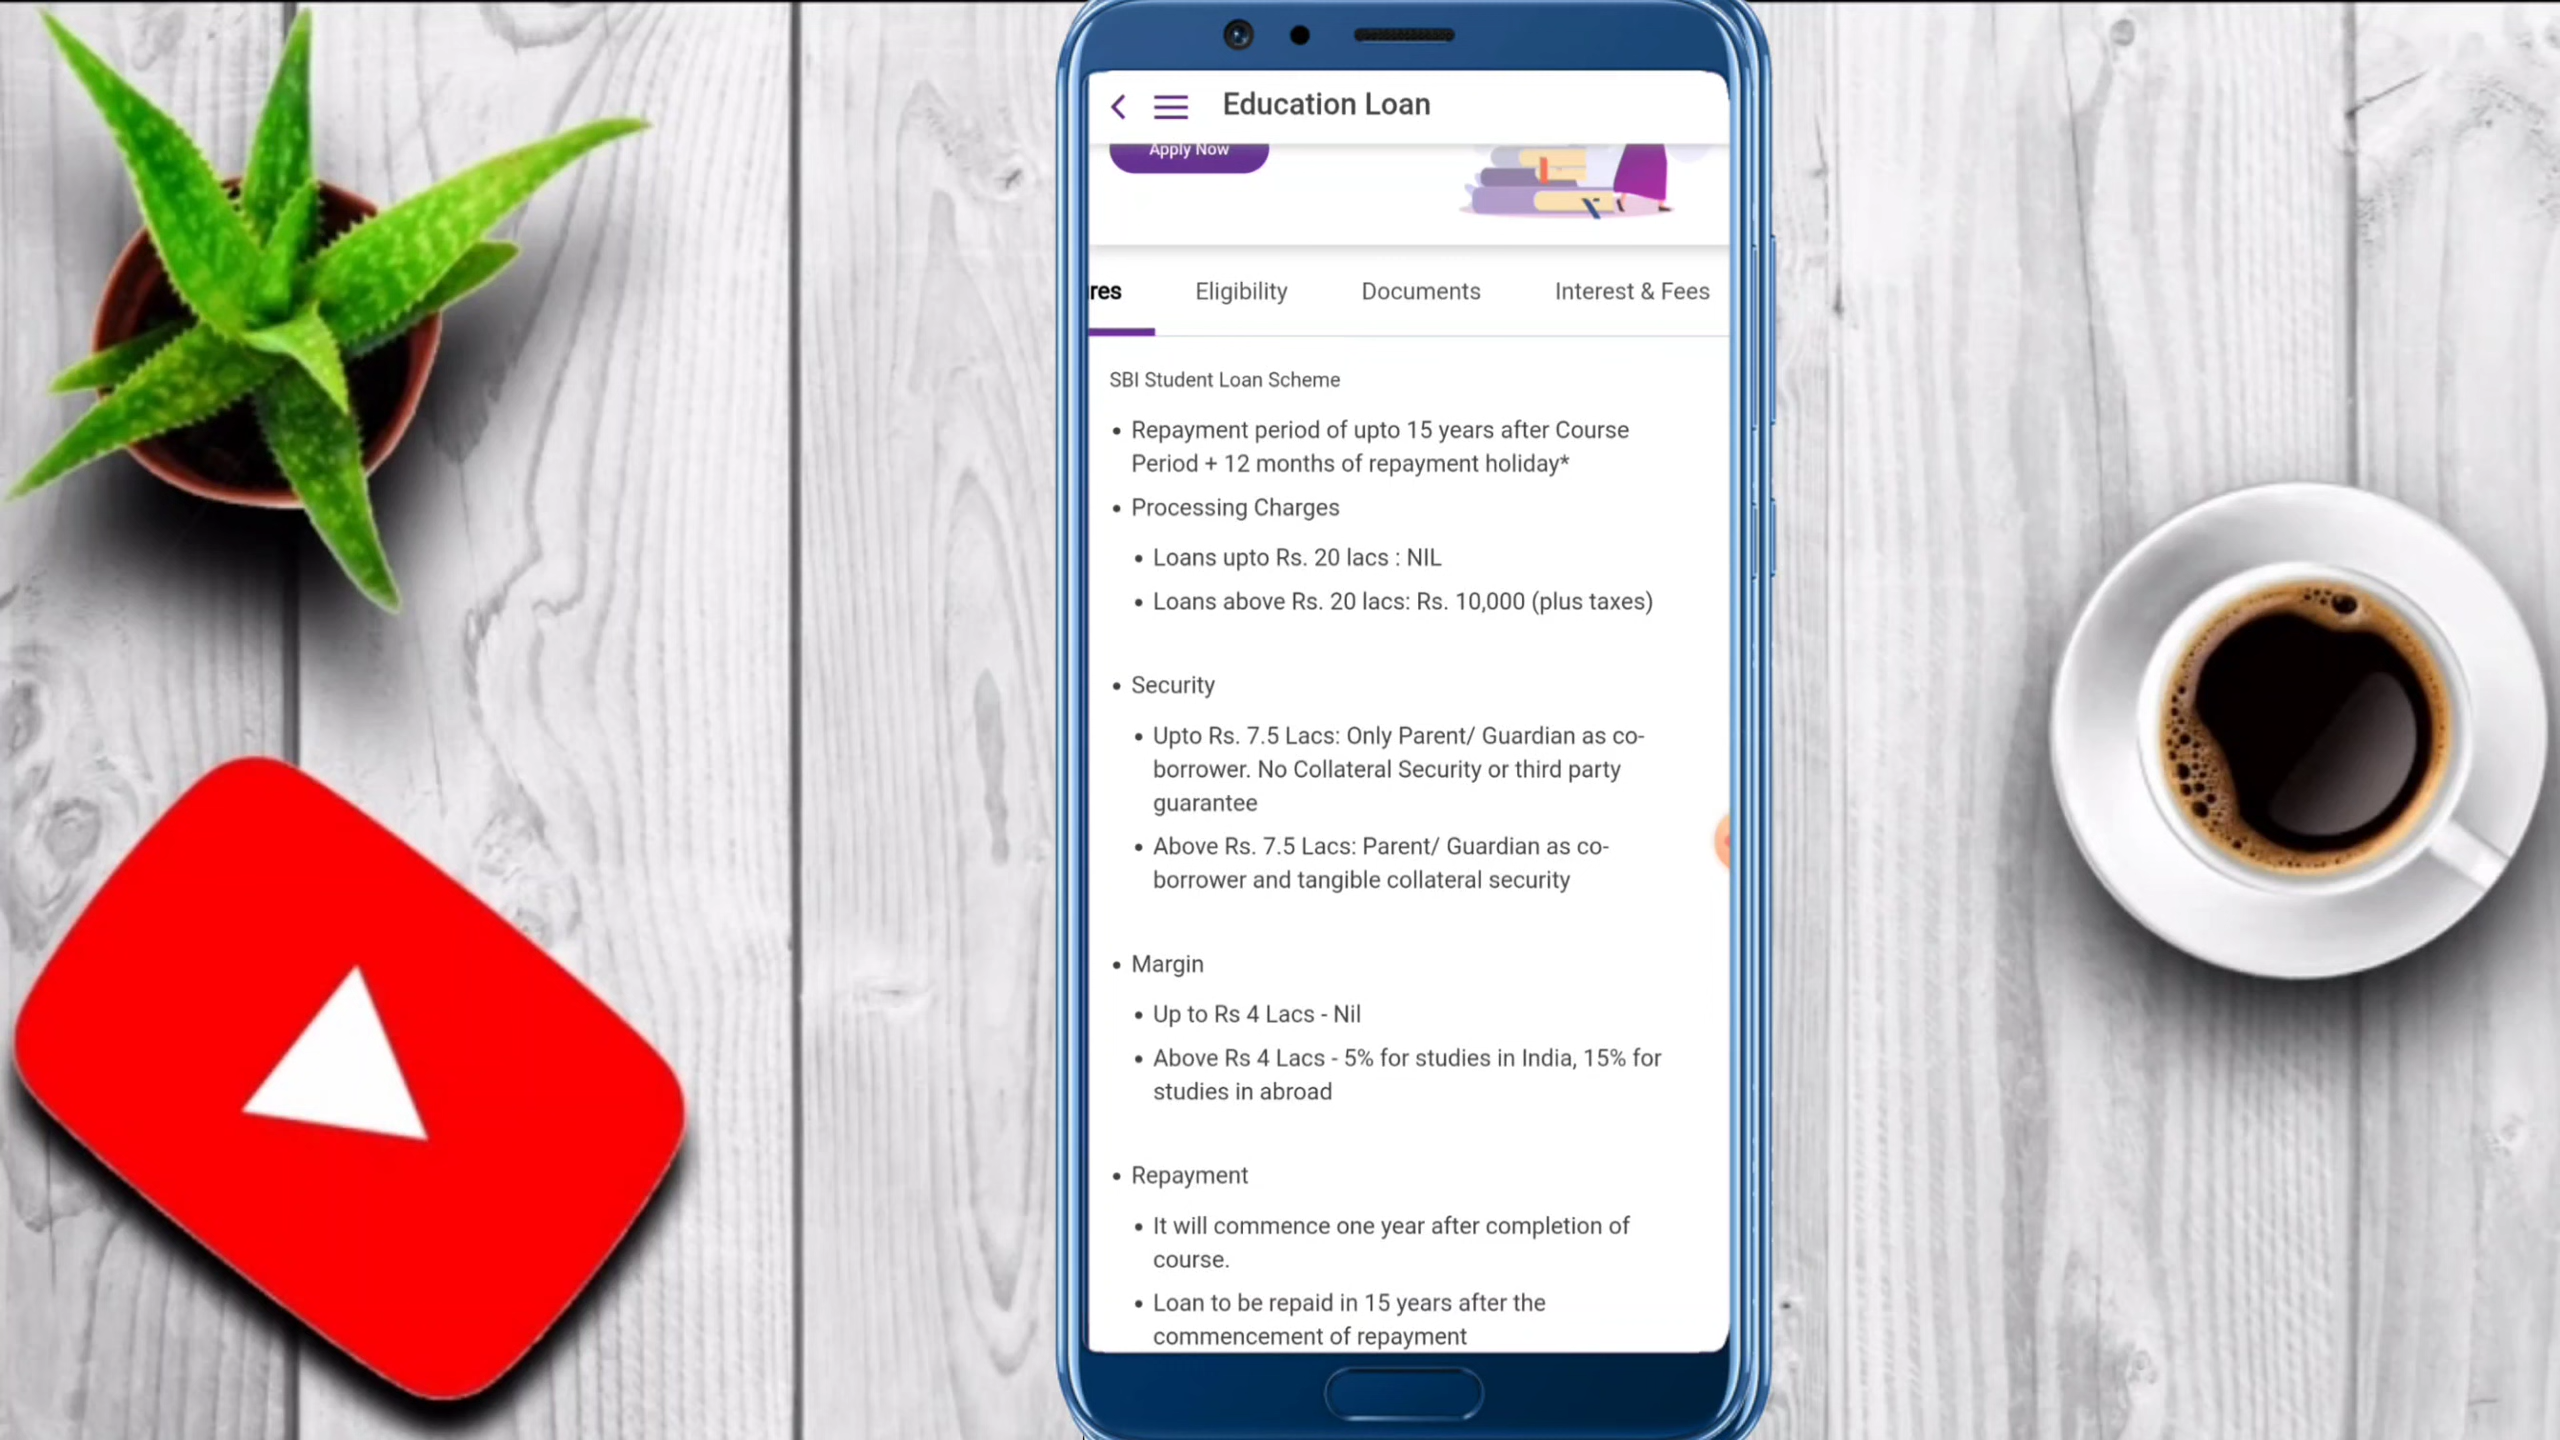 Education Loan
Apply Now
res
Eligibility
Documents
Interest & Fees
SBI Student Loan Scheme
• Repayment period of upto 15 years after Course
Period + 12 months of repayment holiday*
• Processing Charges
• Loans upto Rs. 20 lacs : NIL
• Loans above Rs. 20 lacs: Rs. 10,000 (plus taxes)
• Security
• Upto Rs. 7.5 Lacs: Only Parent/ Guardian as co-
borrower. No Collateral Security or third party
guarantee
• Above Rs. 7.5 Lacs: Parent/ Guardian as co-
borrower and tangible collateral security
• Margin
• Up to Rs 4 Lacs - Nil
• Above Rs 4 Lacs - 5% for studies in India, 15% for
studies in abroad
• Repayment
• It will commence one year after completion of
course.
• Loan to be repaid in 15 years after the
commencement of repayment